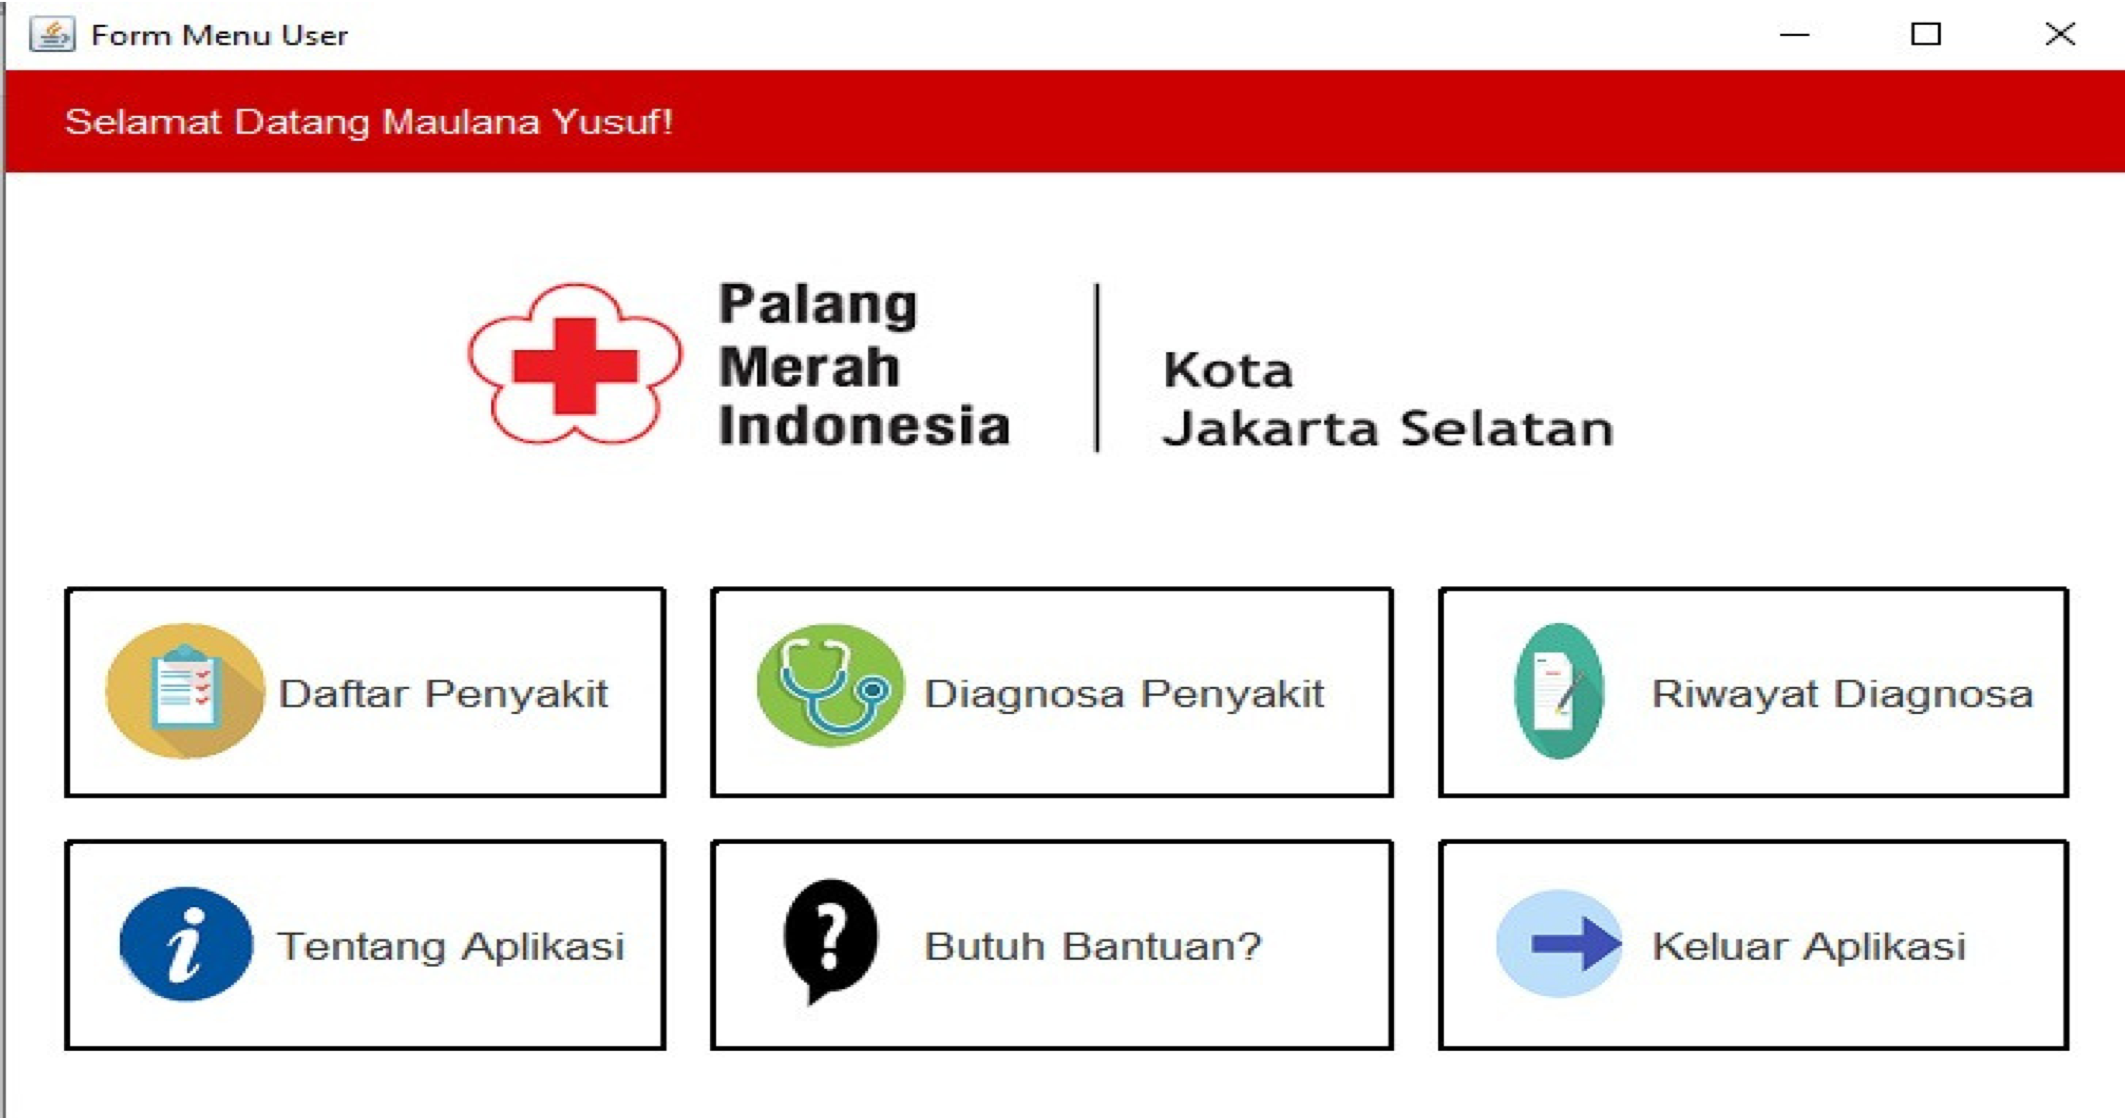 Form Menu User
Selamat Datang Maulana Yusuf!
Palang
Merah
Indonesia
Kota
Jakarta Selatan
Daftar Penyakit
Diagnosa Penyakit
Riwayat Diagnosa
Tentang Aplikasi
Butuh Bantuan?
Keluar Aplikasi